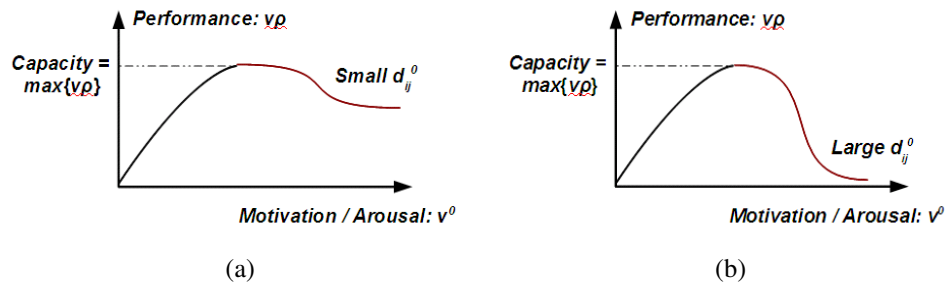 Performance: vρ
Capacity =
max{vρ}
Small d_ij^0
Motivation / Arousal: v^0
(a)
Performance: vρ
Capacity =
max{vρ}
Large d_ij^0
Motivation / Arousal: v^0
(b)